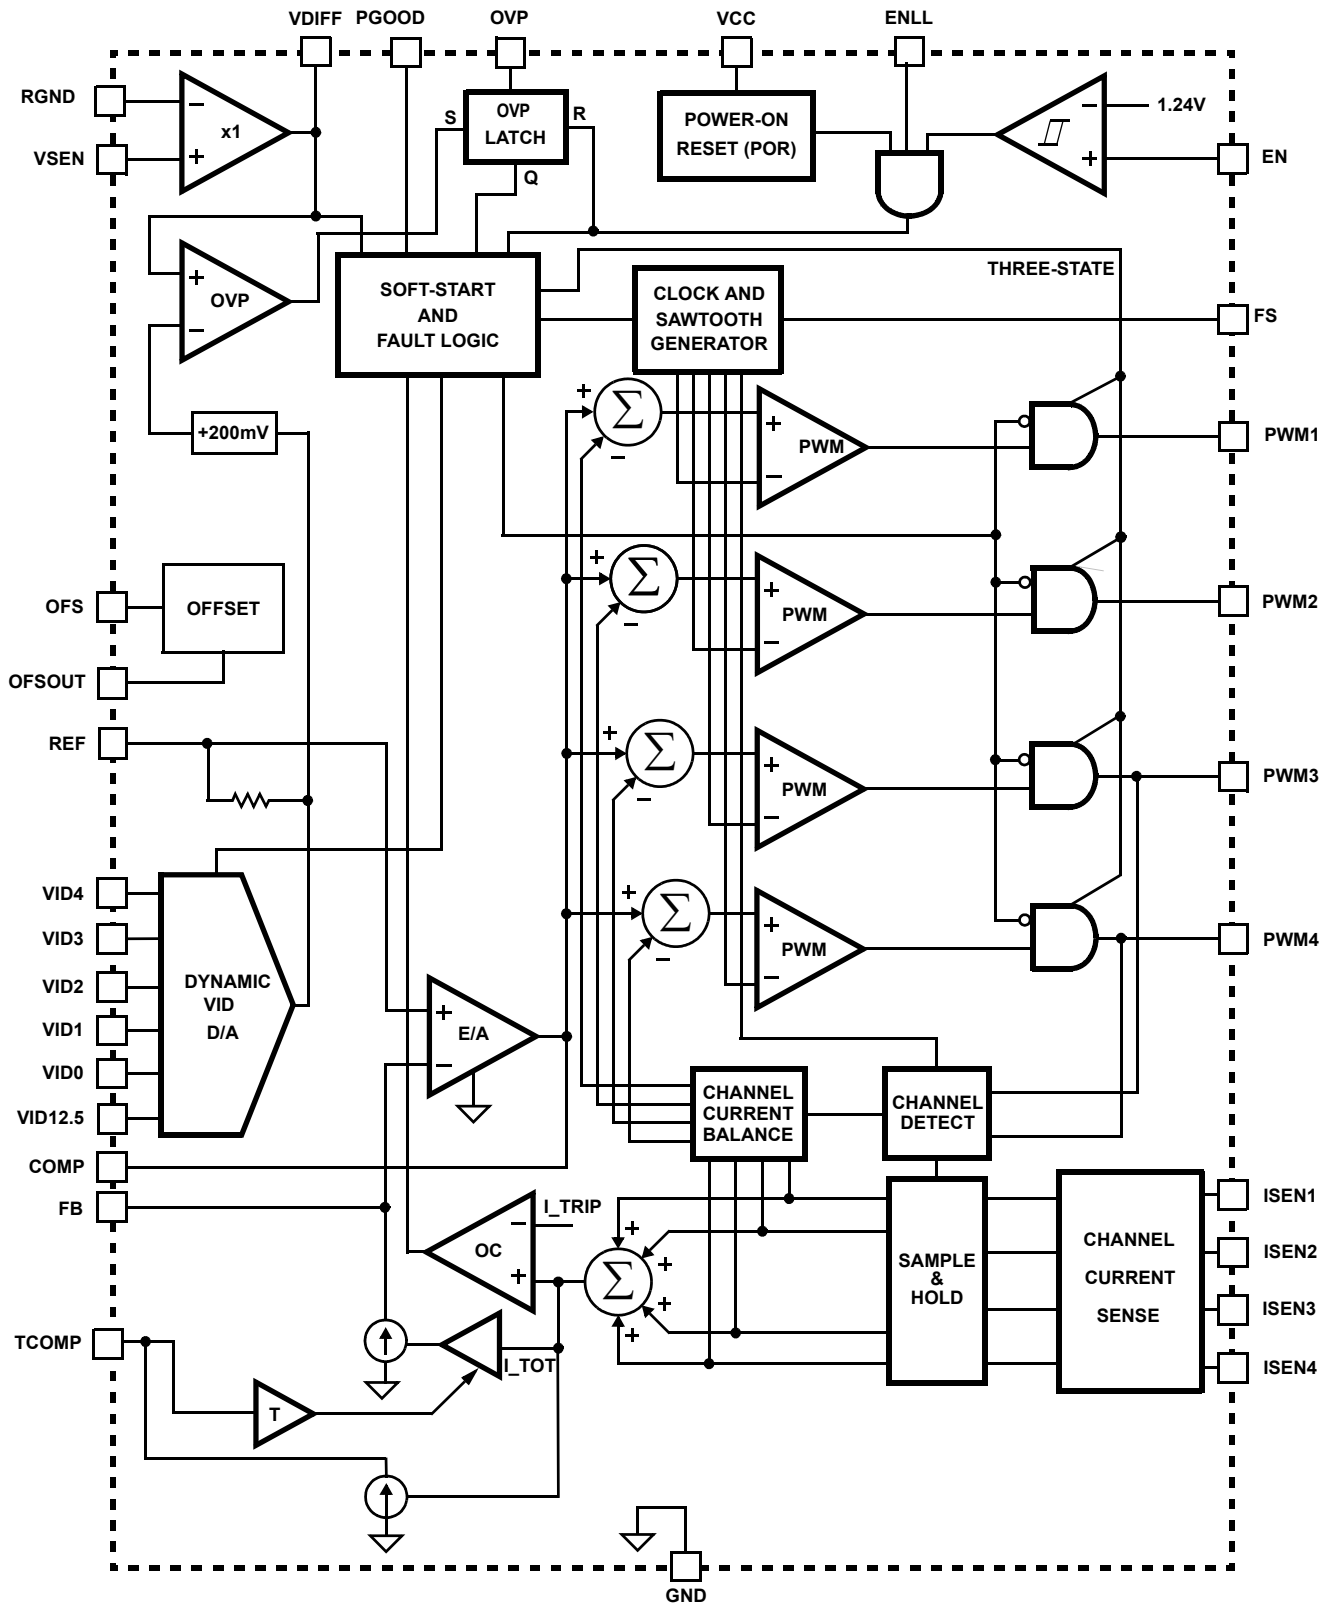 VDIFF PGOOD OVP VCC ENLL
RGND
VSEN
−
x1
+
S
OVP
LATCH
R
Q
POWER-ON
RESET (POR)
−
1.24V
+
EN
+
OVP
−
SOFT-START
AND
FAULT LOGIC
CLOCK AND
SAWTOOTH
GENERATOR
THREE-STATE
FS
+200mV
+
Σ
−
+
PWM
−
PWM1
OFS
OFFSET
OFSOUT
+
Σ
−
+
PWM
−
PWM2
REF
+
Σ
−
+
PWM
−
PWM3
VID4
VID3
VID2
VID1
VID0
VID12.5
DYNAMIC
VID
D/A
+
Σ
−
+
PWM
−
PWM4
+
E/A
−
CHANNEL
CURRENT
BALANCE
CHANNEL
DETECT
COMP
FB
I_TRIP
−
OC
+
+
+
Σ
+
+
SAMPLE
&
HOLD
CHANNEL
CURRENT
SENSE
ISEN1
ISEN2
ISEN3
ISEN4
TCOMP
I_TOT
T
GND